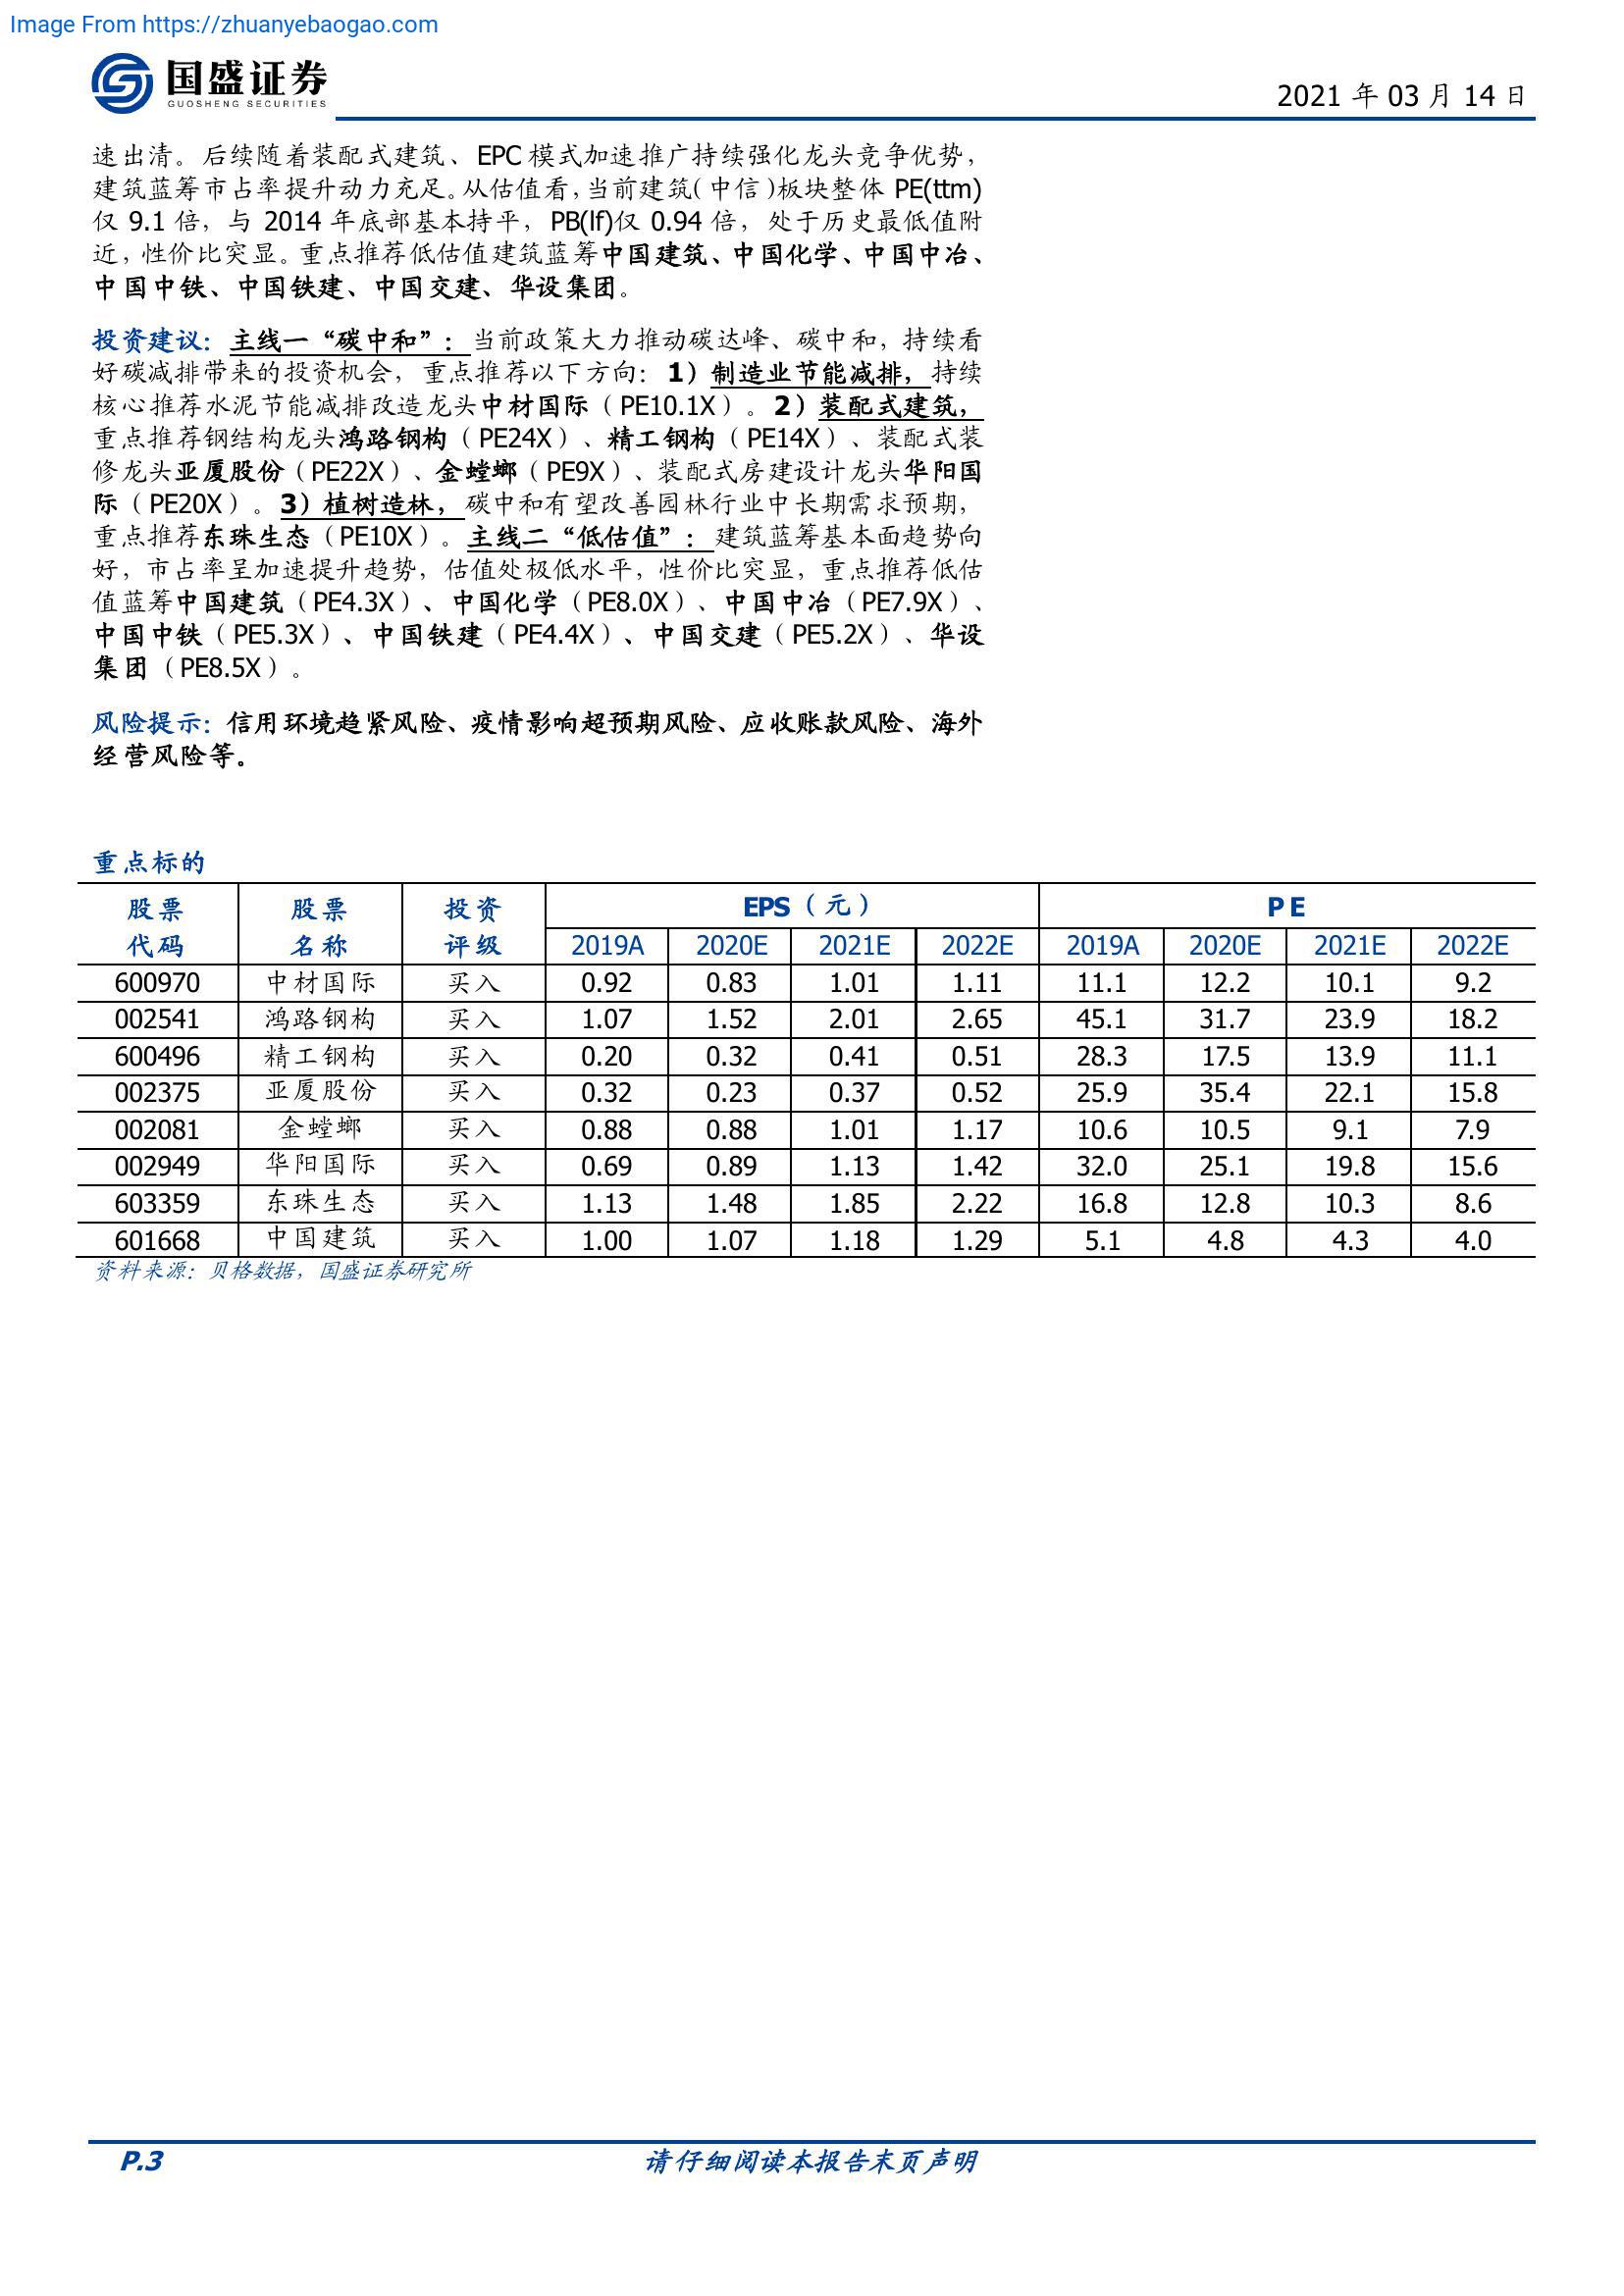 Image From https://zhuanyebaogao.com
国盛证券
GUOSHENG SECURITIES
2021 年 03 月 14 日
速出清。后续随着装配式建筑、EPC 模式加速推广持续强化龙头竞争优势，
建筑蓝筹市占率提升动力充足。从估值看，当前建筑（中信）板块整体 PE(ttm)
仅 9.1 倍，与 2014 年底部基本持平，PB(lf)仅 0.94 倍，处于历史最低值附
近，性价比突显。重点推荐低估值建筑蓝筹中国建筑、中国化学、中国中冶、
中国中铁、中国铁建、中国交建、华设集团。
投资建议：主线一“碳中和”：当前政策大力推动碳达峰、碳中和，持续看
好碳减排带来的投资机会，重点推荐以下方向：1）制造业节能减排，持续
核心推荐水泥节能减排改造龙头中材国际（PE10.1X）。2）装配式建筑，
重点推荐钢结构龙头鸿路钢构（PE24X）、精工钢构（PE14X）、装配式装
修龙头亚厦股份（PE22X）、金螳螂（PE9X）、装配式房建设计龙头华阳国
际（PE20X）。3）植树造林，碳中和有望改善园林行业中长期需求预期，
重点推荐东珠生态（PE10X）。主线二“低估值”：建筑蓝筹基本面趋势向
好，市占率呈加速提升趋势，估值处极低水平，性价比突显，重点推荐低估
值蓝筹中国建筑（PE4.3X）、中国化学（PE8.0X）、中国中冶（PE7.9X）、
中国中铁（PE5.3X）、中国铁建（PE4.4X）、中国交建（PE5.2X）、华设
集团（PE8.5X）。
风险提示：信用环境趋紧风险、疫情影响超预期风险、应收账款风险、海外
经营风险等。
重点标的
股票 股票 投资 EPS（元） PE
代码 名称 评级 2019A 2020E 2021E 2022E 2019A 2020E 2021E 2022E
600970 中材国际 买入 0.92 0.83 1.01 1.11 11.1 12.2 10.1 9.2
002541 鸿路钢构 买入 1.07 1.52 2.01 2.65 45.1 31.7 23.9 18.2
600496 精工钢构 买入 0.20 0.32 0.41 0.51 28.3 17.5 13.9 11.1
002375 亚厦股份 买入 0.32 0.23 0.37 0.52 25.9 35.4 22.1 15.8
002081 金螳螂 买入 0.88 0.88 1.01 1.17 10.6 10.5 9.1 7.9
002949 华阳国际 买入 0.69 0.89 1.13 1.42 32.0 25.1 19.8 15.6
603359 东珠生态 买入 1.13 1.48 1.85 2.22 16.8 12.8 10.3 8.6
601668 中国建筑 买入 1.00 1.07 1.18 1.29 5.1 4.8 4.3 4.0
资料来源：贝格数据，国盛证券研究所
P.3 请仔细阅读本报告末页声明